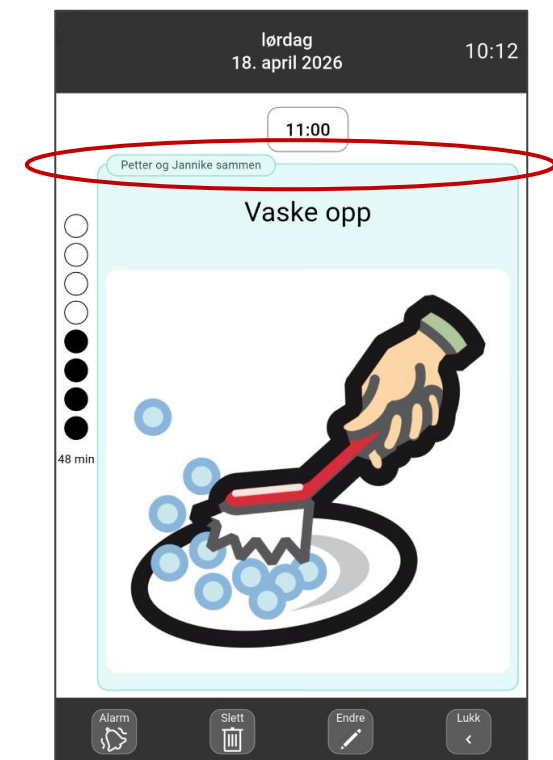 lørdag
18. april 2026
10:12
11:00
Petter og Jannike sammen
Vaske opp
48 min
Alarm
Slett
Endre
Lukk